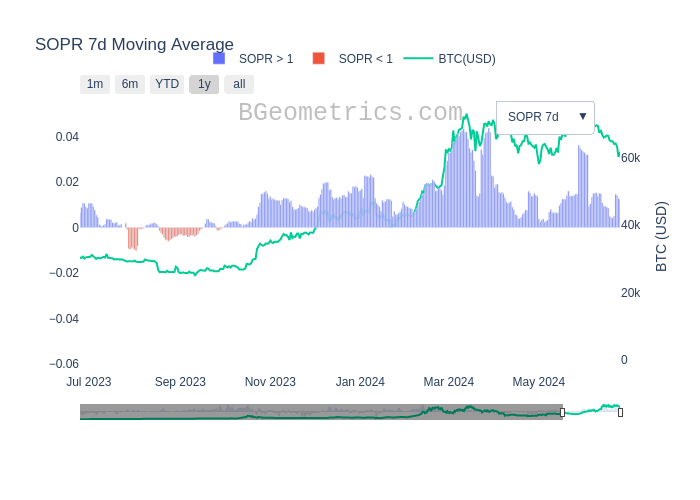 SOPR 7d Moving Average
SOPR > 1
SOPR < 1
BTC(USD)
1m
6m
YTD
1y
all
BGeometrics.com
SOPR 7d ▼
0.04
0.02
0
−0.02
−0.04
−0.06
60k
40k
20k
0
BTC (USD)
Jul 2023
Sep 2023
Nov 2023
Jan 2024
Mar 2024
May 2024